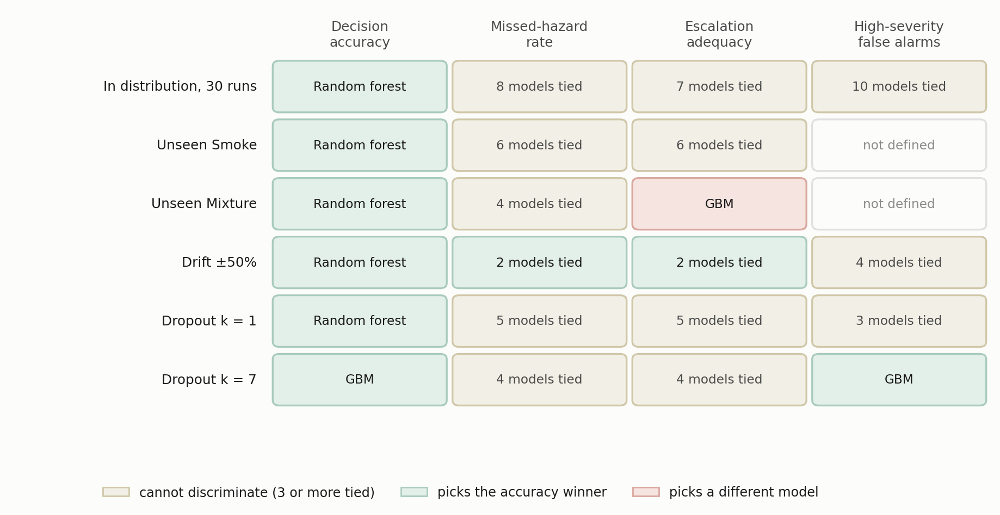 Decision
accuracy
Missed-hazard
rate
Escalation
adequacy
High-severity
false alarms
In distribution, 30 runs
Random forest
8 models tied
7 models tied
10 models tied
Unseen Smoke
Random forest
6 models tied
6 models tied
not defined
Unseen Mixture
Random forest
4 models tied
GBM
not defined
Drift ±50%
Random forest
2 models tied
2 models tied
4 models tied
Dropout k = 1
Random forest
5 models tied
5 models tied
3 models tied
Dropout k = 7
GBM
4 models tied
4 models tied
GBM
cannot discriminate (3 or more tied)
picks the accuracy winner
picks a different model